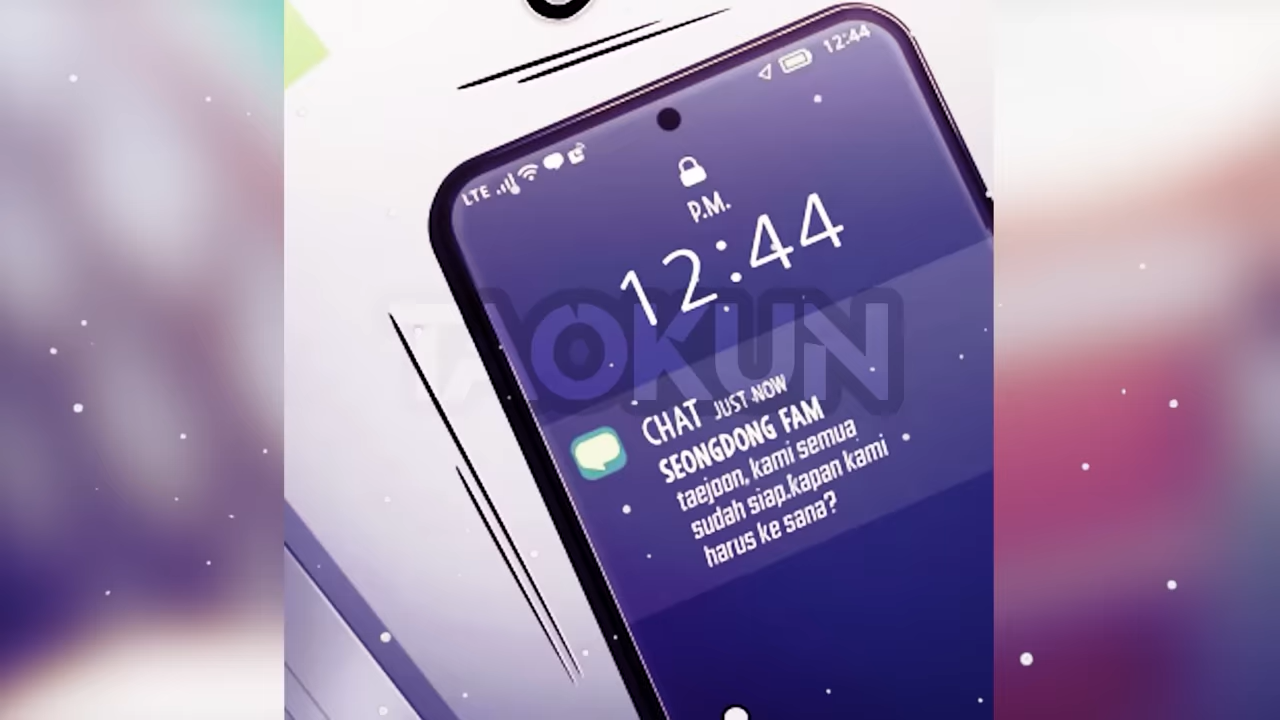 12:44
LTE
P.M.
12:44
TAOKUN
CHAT JUST NOW
SEONGDONG FAM
taejoon, kami semua
sudah siap.kapan kami
harus ke sana?